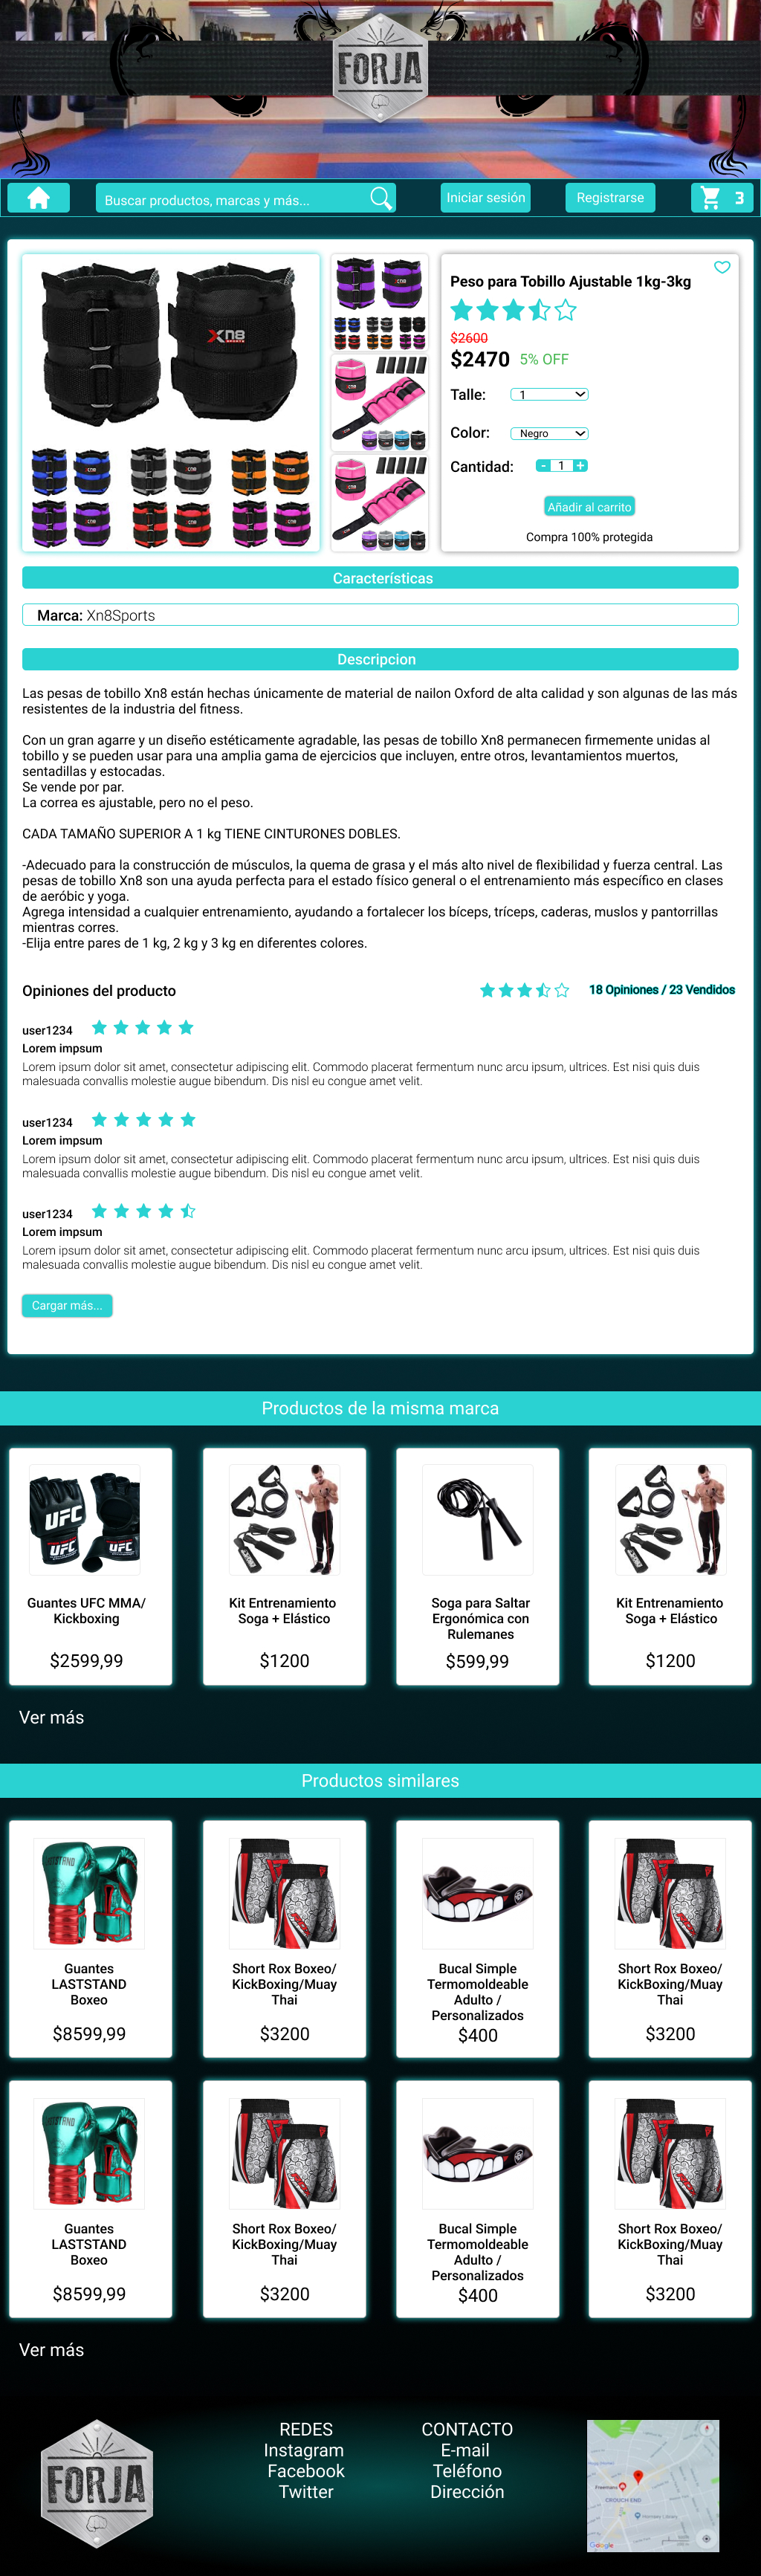 FORJA
Buscar productos, marcas y más...
Iniciar sesión
Registrarse
3
Xn8
SPORTS
Peso para Tobillo Ajustable 1kg-3kg
$2600
$2470 5% OFF
Talle: 1
Color: Negro
Cantidad: - 1 +
Añadir al carrito
Compra 100% protegida
Características
Marca: Xn8Sports
Descripcion
Las pesas de tobillo Xn8 están hechas únicamente de material de nailon Oxford de alta calidad y son algunas de las más
resistentes de la industria del fitness.
Con un gran agarre y un diseño estéticamente agradable, las pesas de tobillo Xn8 permanecen firmemente unidas al
tobillo y se pueden usar para una amplia gama de ejercicios que incluyen, entre otros, levantamientos muertos,
sentadillas y estocadas.
Se vende por par.
La correa es ajustable, pero no el peso.
CADA TAMAÑO SUPERIOR A 1 kg TIENE CINTURONES DOBLES.
-Adecuado para la construcción de músculos, la quema de grasa y el más alto nivel de flexibilidad y fuerza central. Las
pesas de tobillo Xn8 son una ayuda perfecta para el estado físico general o el entrenamiento más específico en clases
de aeróbic y yoga.
Agrega intensidad a cualquier entrenamiento, ayudando a fortalecer los bíceps, tríceps, caderas, muslos y pantorrillas
mientras corres.
-Elija entre pares de 1 kg, 2 kg y 3 kg en diferentes colores.
Opiniones del producto
18 Opiniones / 23 Vendidos
user1234
Lorem impsum
Lorem ipsum dolor sit amet, consectetur adipiscing elit. Commodo placerat fermentum nunc arcu ipsum, ultrices. Est nisi quis duis
malesuada convallis molestie augue bibendum. Dis nisl eu congue amet velit.
user1234
Lorem impsum
Lorem ipsum dolor sit amet, consectetur adipiscing elit. Commodo placerat fermentum nunc arcu ipsum, ultrices. Est nisi quis duis
malesuada convallis molestie augue bibendum. Dis nisl eu congue amet velit.
user1234
Lorem impsum
Lorem ipsum dolor sit amet, consectetur adipiscing elit. Commodo placerat fermentum nunc arcu ipsum, ultrices. Est nisi quis duis
malesuada convallis molestie augue bibendum. Dis nisl eu congue amet velit.
Cargar más...
Productos de la misma marca
UFC
UFC
UFC
Guantes UFC MMA/
Kickboxing
$2599,99
Kit Entrenamiento
Soga + Elástico
$1200
Soga para Saltar
Ergonómica con
Rulemanes
$599,99
Kit Entrenamiento
Soga + Elástico
$1200
Ver más
Productos similares
LASTSTAND
Guantes
LASTSTAND
Boxeo
$8599,99
Short Rox Boxeo/
KickBoxing/Muay
Thai
$3200
Bucal Simple
Termomoldeable
Adulto /
Personalizados
$400
Short Rox Boxeo/
KickBoxing/Muay
Thai
$3200
LASTSTAND
Guantes
LASTSTAND
Boxeo
$8599,99
Short Rox Boxeo/
KickBoxing/Muay
Thai
$3200
Bucal Simple
Termomoldeable
Adulto /
Personalizados
$400
Short Rox Boxeo/
KickBoxing/Muay
Thai
$3200
Ver más
FORJA
REDES
Instagram
Facebook
Twitter
CONTACTO
E-mail
Teléfono
Dirección
CROUCH END
Hornsey Library
Google